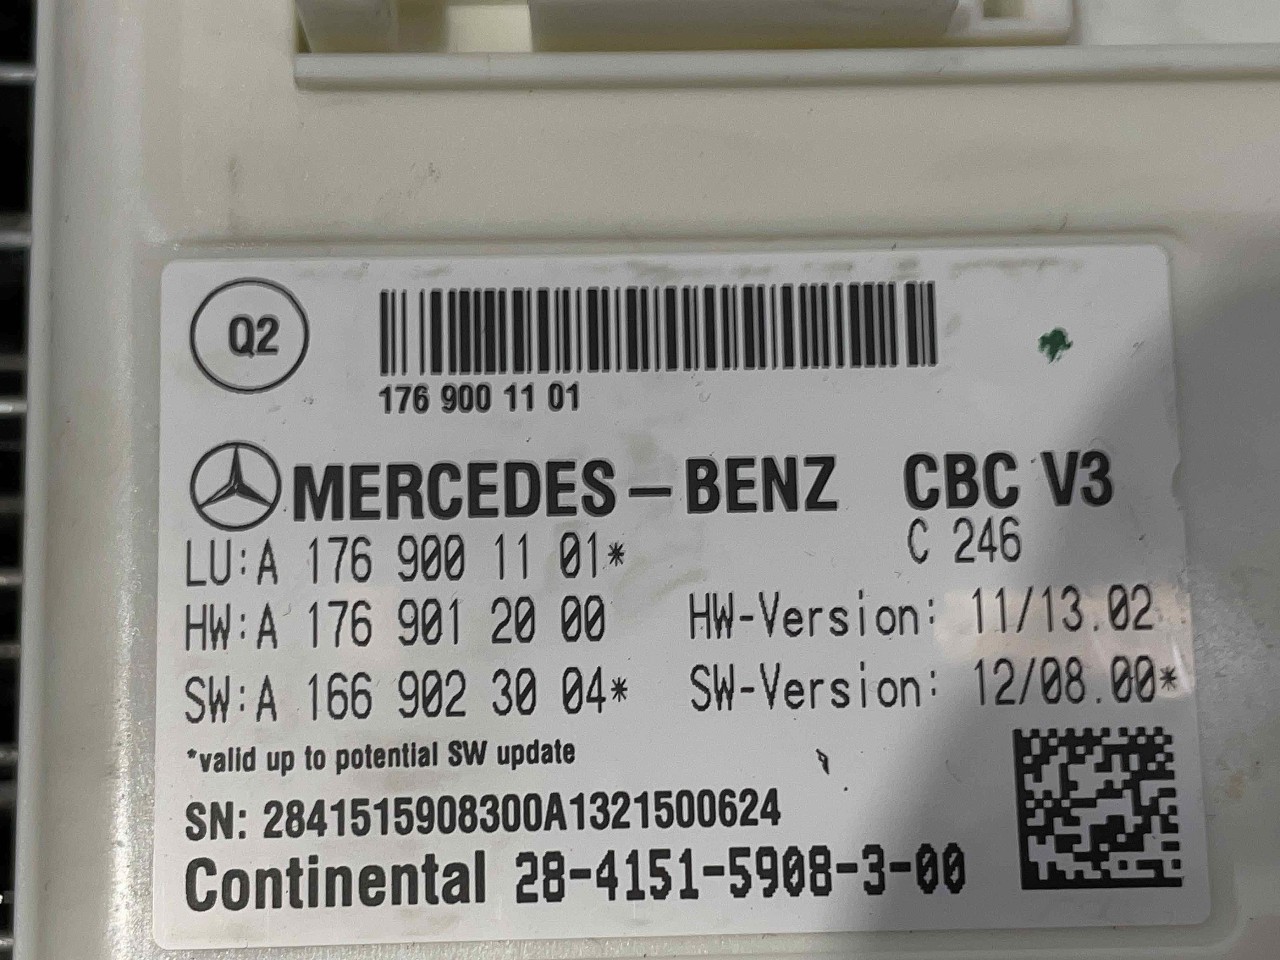 Q2
176 900 11 01
MERCEDES-BENZ CBC V3
C 246
LU:A 176 900 11 01*
HW:A 176 901 20 00 HW-Version: 11/13.02
SW:A 166 902 30 04* SW-Version: 12/08.00*
*valid up to potential SW update
SN: 2841515908300A1321500624
Continental 28-4151-5908-3-00